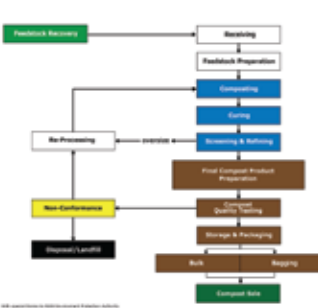 Feedstock Recovery
Receiving
Feedstock Preparation
Composting
Curing
Re-Processing
oversize
Screening & Refining
Final Compost Product
Preparation
Non-Conformance
Compost
Quality Testing
Disposal/Landfill
Storage & Packaging
Bulk
Bagging
Compost Sale